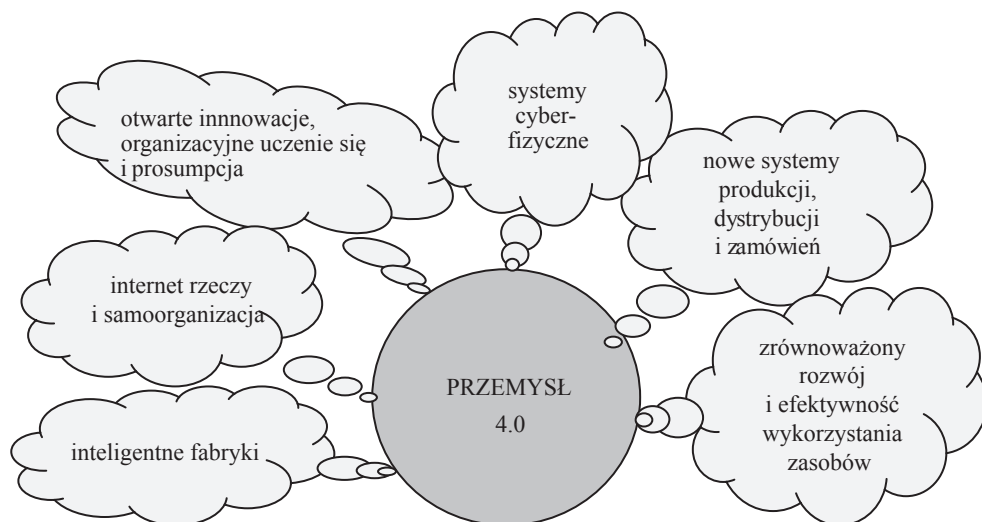 systemy
cyber-
fizyczne
otwarte innnowacje,
organizacyjne uczenie się
i prosumpcja
nowe systemy
produkcji,
dystrybucji
i zamówień
internet rzeczy
i samoorganizacja
zrównoważony
rozwój
i efektywność
wykorzystania
zasobów
PRZEMYSŁ
4.0
inteligentne fabryki